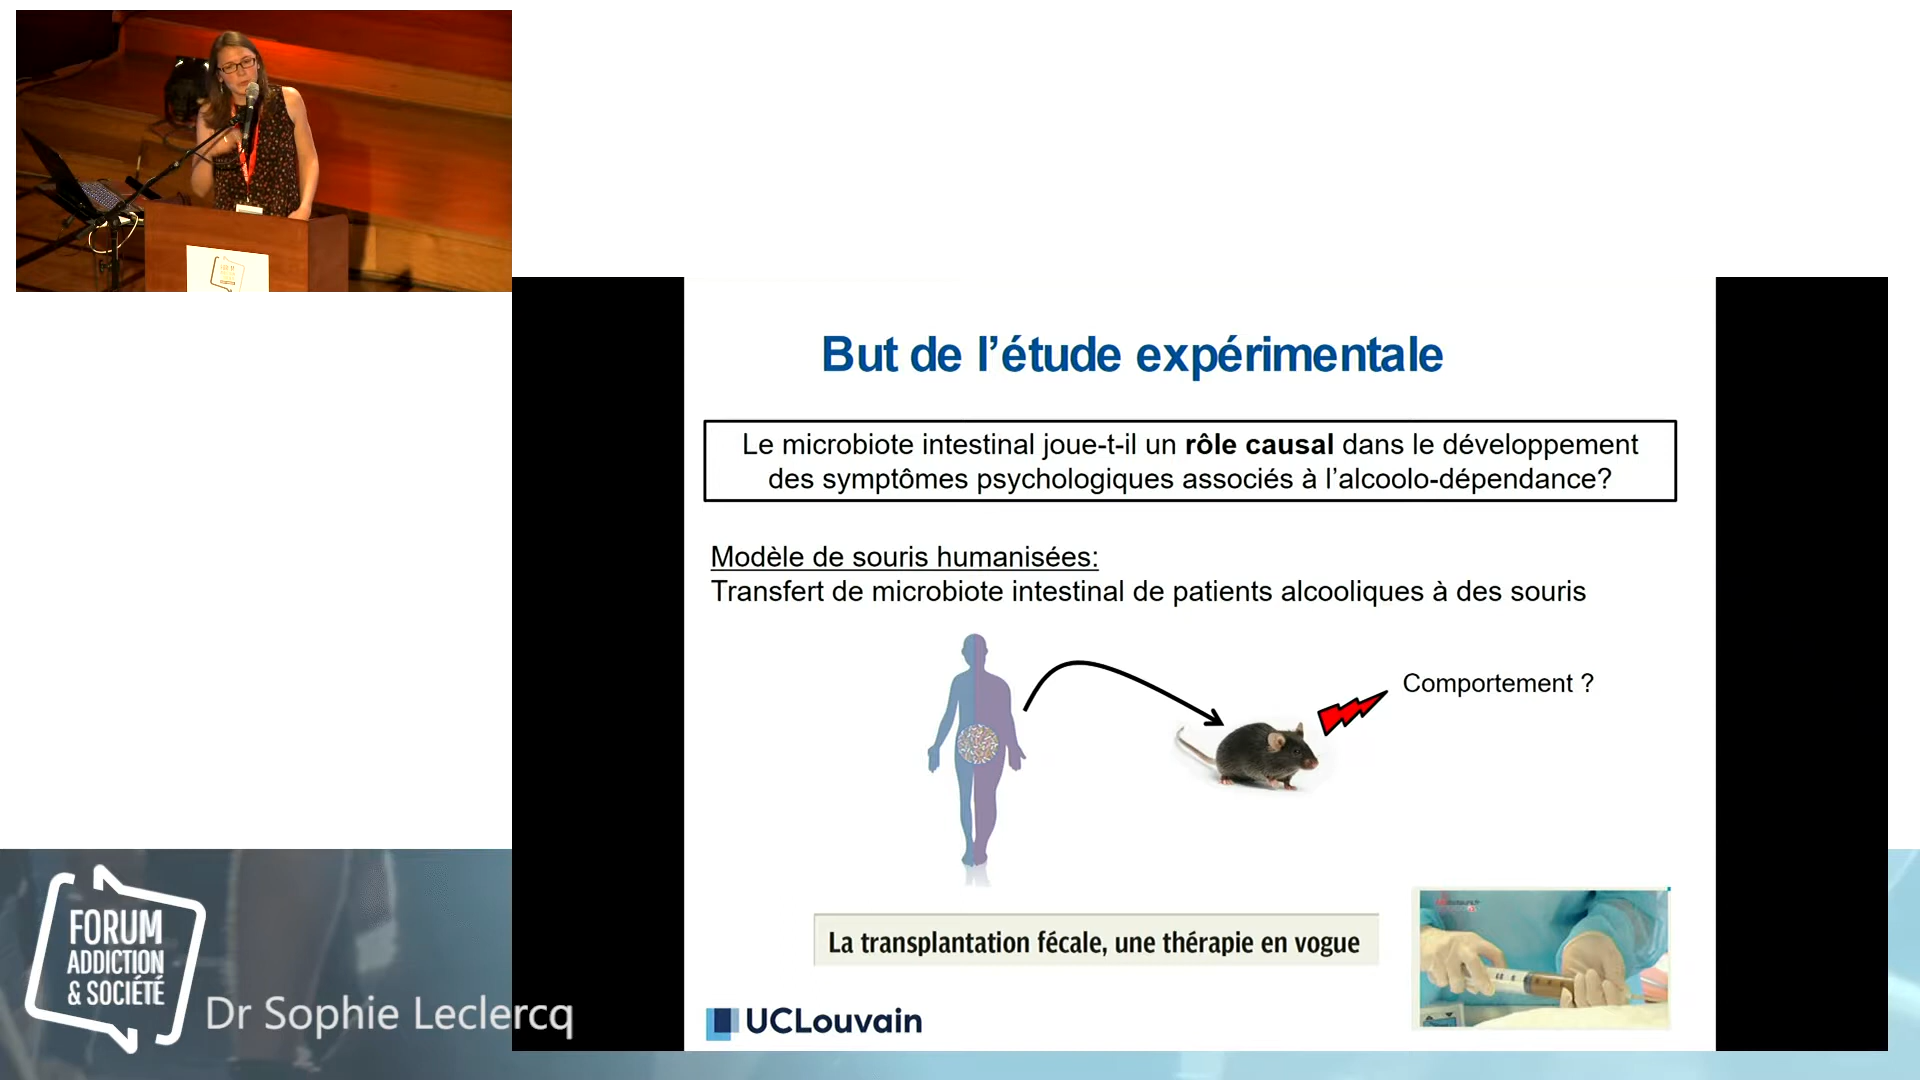 But de l’étude expérimentale
Le microbiote intestinal joue-t-il un rôle causal dans le développement
des symptômes psychologiques associés à l’alcoolo-dépendance?
Modèle de souris humanisées:
Transfert de microbiote intestinal de patients alcooliques à des souris
Comportement ?
La transplantation fécale, une thérapie en vogue
UCLouvain
FORUM
ADDICTION
& SOCIÉTÉ
Dr Sophie Leclercq